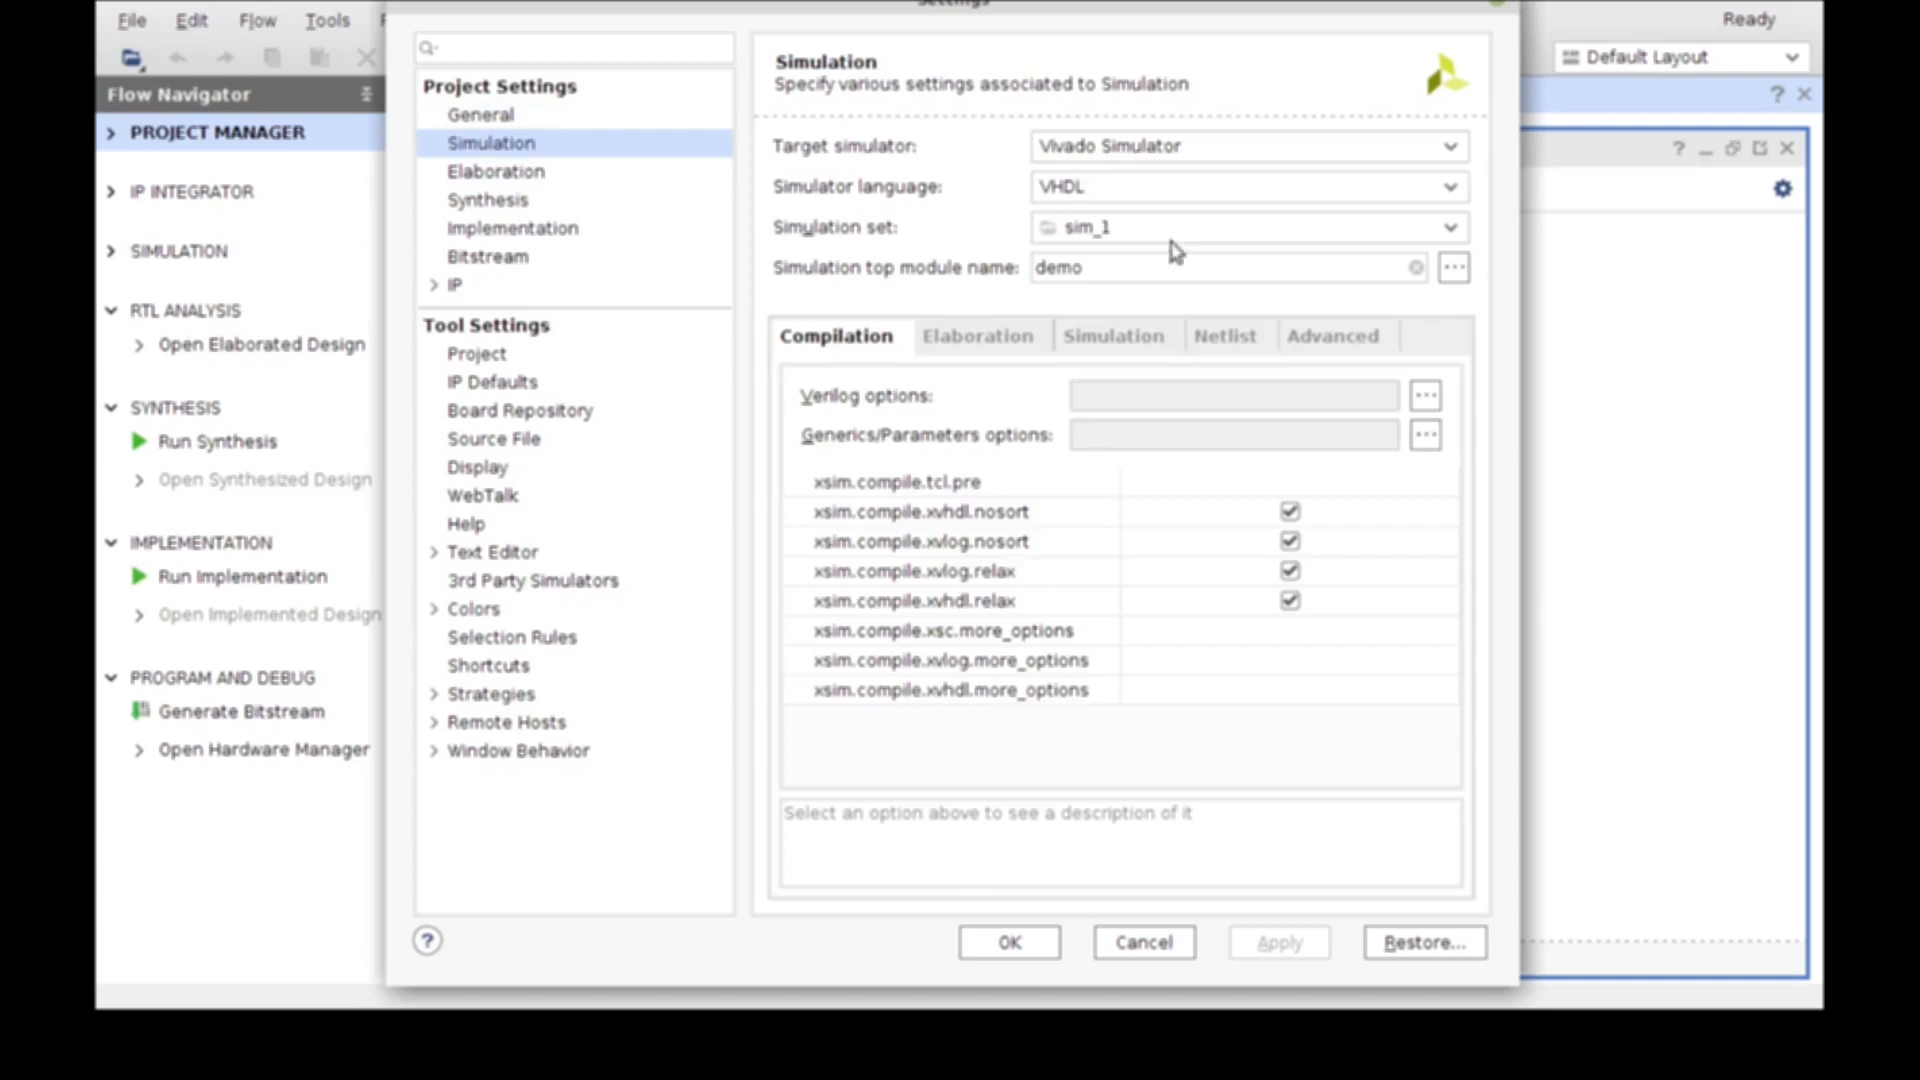 Settings
File Edit Flow Tools
Ready
Default Layout
Flow Navigator
PROJECT MANAGER
IP INTEGRATOR
SIMULATION
RTL ANALYSIS
Open Elaborated Design
SYNTHESIS
Run Synthesis
Open Synthesized Design
IMPLEMENTATION
Run Implementation
Open Implemented Design
PROGRAM AND DEBUG
Generate Bitstream
Open Hardware Manager
Project Settings
General
Simulation
Elaboration
Synthesis
Implementation
Bitstream
IP
Tool Settings
Project
IP Defaults
Board Repository
Source File
Display
WebTalk
Help
Text Editor
3rd Party Simulators
Colors
Selection Rules
Shortcuts
Strategies
Remote Hosts
Window Behavior
Simulation
Specify various settings associated to Simulation
Target simulator: Vivado Simulator
Simulator language: VHDL
Simulation set: sim_1
Simulation top module name: demo
Compilation Elaboration Simulation Netlist Advanced
Verilog options:
Generics/Parameters options:
xsim.compile.tcl.pre
xsim.compile.xvhdl.nosort
xsim.compile.xvlog.nosort
xsim.compile.xvlog.relax
xsim.compile.xvhdl.relax
xsim.compile.xsc.more_options
xsim.compile.xvlog.more_options
xsim.compile.xvhdl.more_options
Select an option above to see a description of it
OK Cancel Apply Restore...